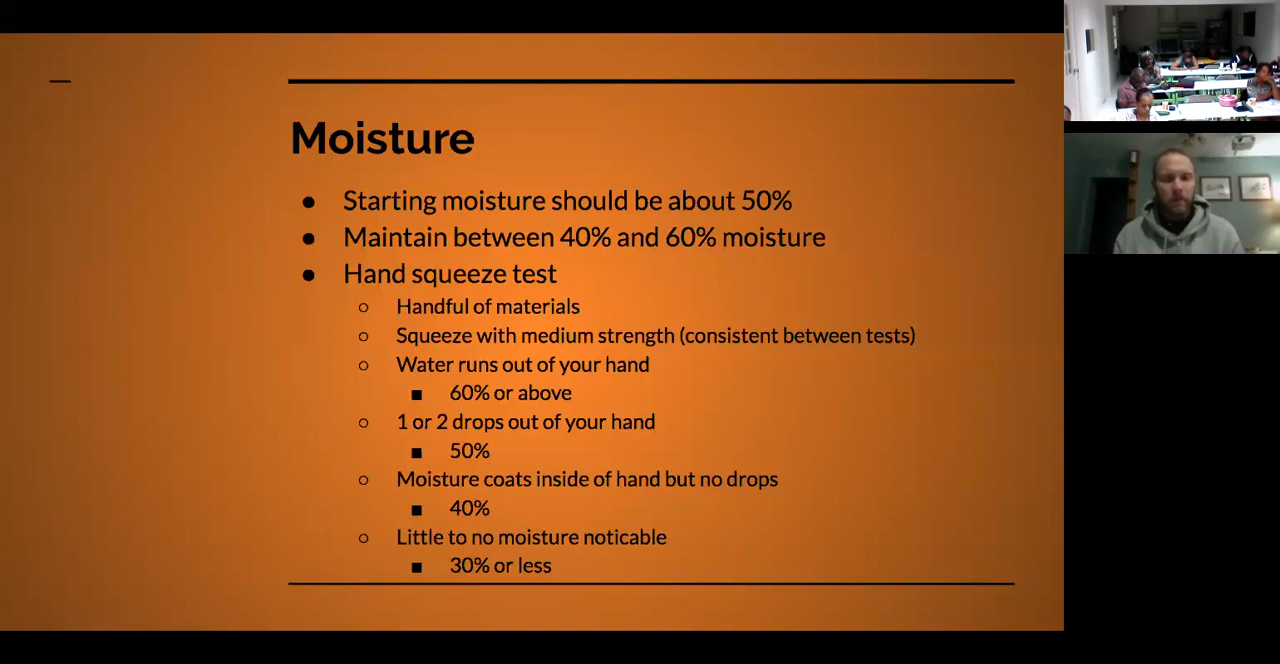 Moisture
● Starting moisture should be about 50%
● Maintain between 40% and 60% moisture
● Hand squeeze test
○ Handful of materials
○ Squeeze with medium strength (consistent between tests)
○ Water runs out of your hand
■ 60% or above
○ 1 or 2 drops out of your hand
■ 50%
○ Moisture coats inside of hand but no drops
■ 40%
○ Little to no moisture noticable
■ 30% or less